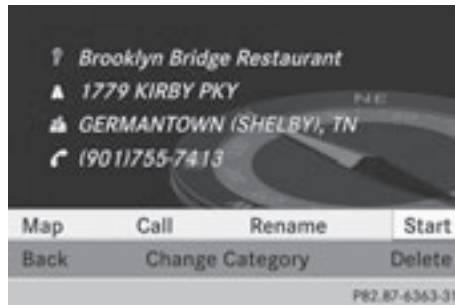 Brooklyn Bridge Restaurant
1779 KIRBY PKY
NE
GERMANTOWN (SHELBY), TN
(901)755-7413
Map Call Rename Start
Back Change Category Delete
P82.87-6363-31